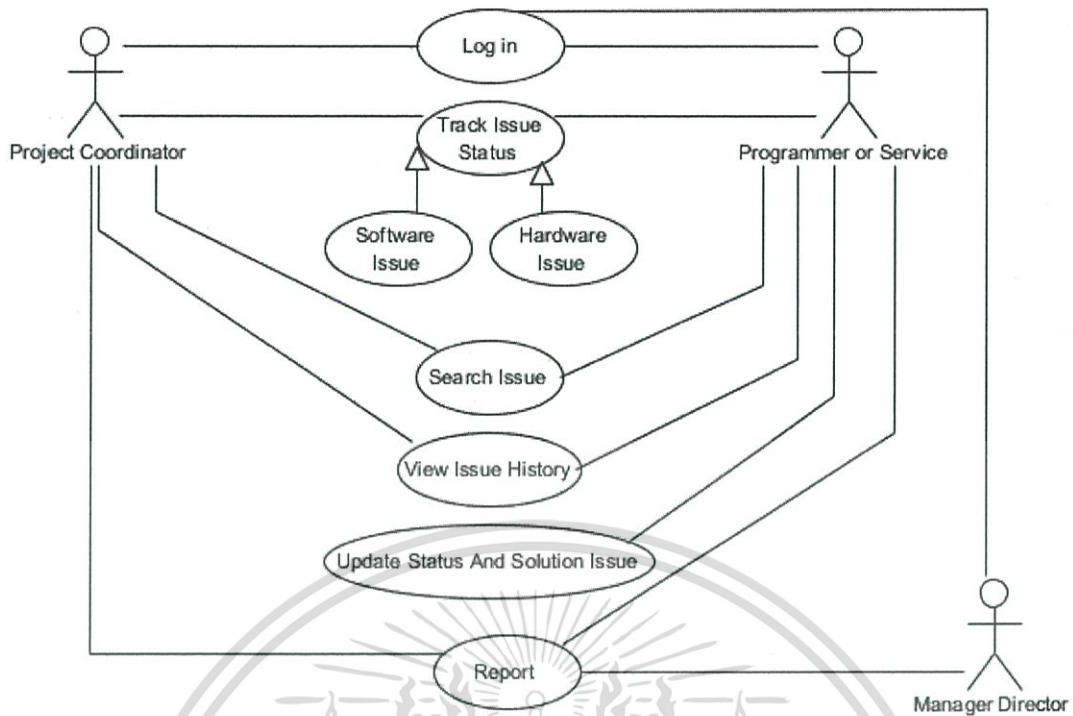 Log in
Track Issue
Status
Project Coordinator
Programmer or Service
Software
Issue
Hardware
Issue
Search Issue
View Issue History
Update Status And Solution Issue
Report
Manager Director